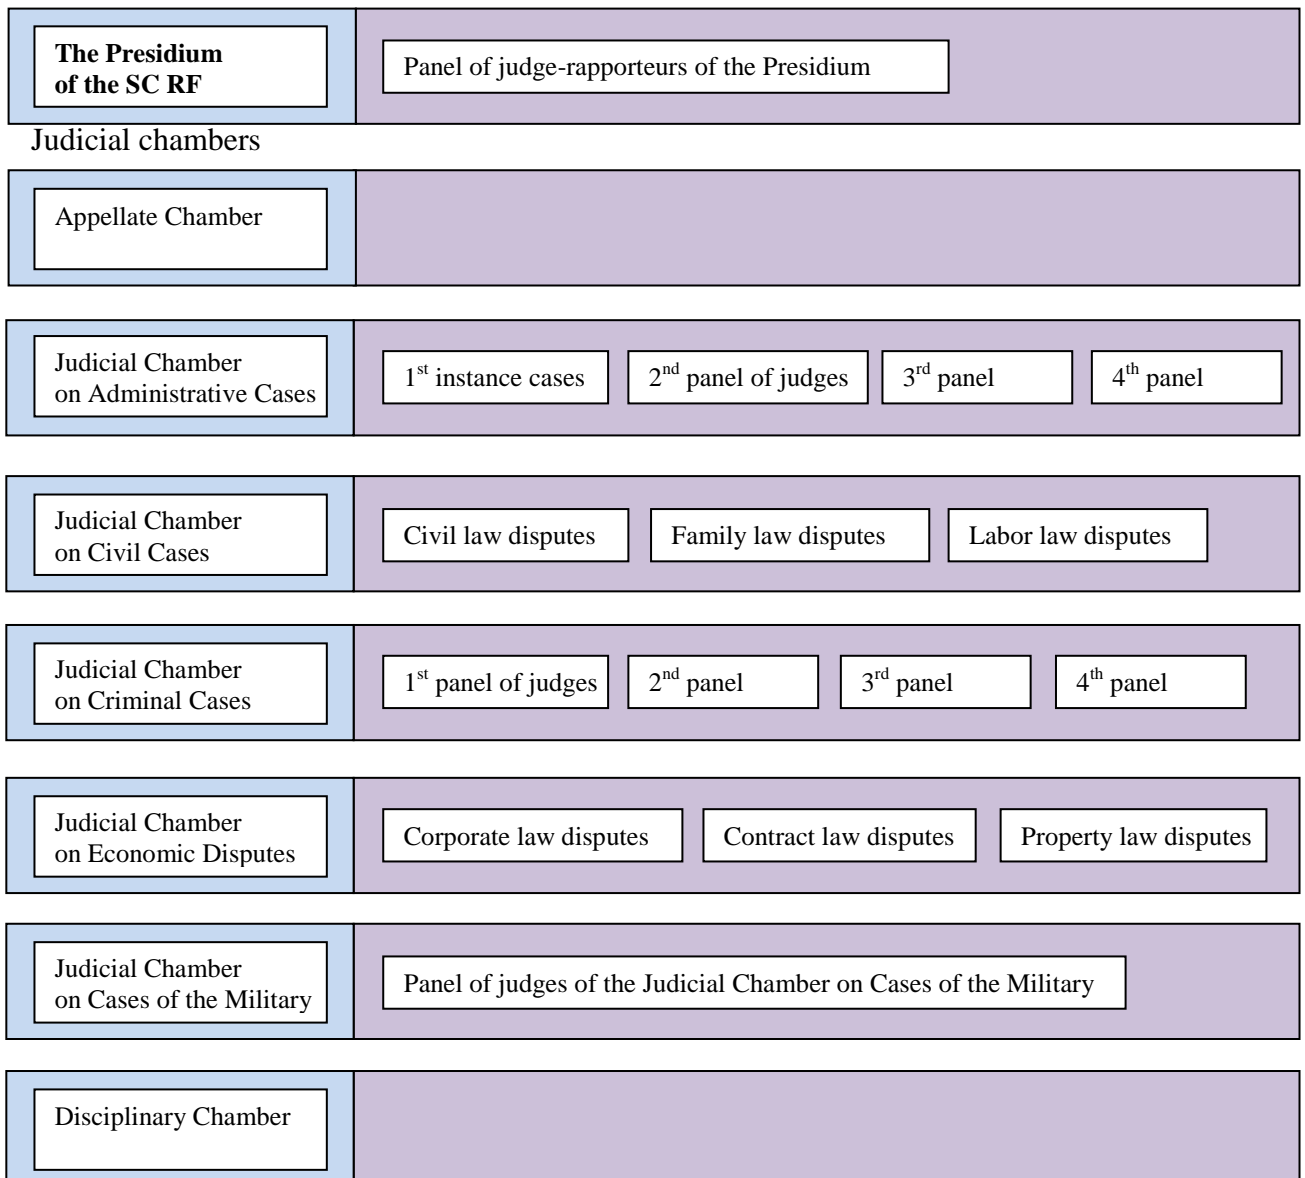 The Presidium
of the SC RF
Panel of judge-rapporteurs of the Presidium
Judicial chambers
Appellate Chamber
Judicial Chamber
on Administrative Cases
1st instance cases
2nd panel of judges
3rd panel
4th panel
Judicial Chamber
on Civil Cases
Civil law disputes
Family law disputes
Labor law disputes
Judicial Chamber
on Criminal Cases
1st panel of judges
2nd panel
3rd panel
4th panel
Judicial Chamber
on Economic Disputes
Corporate law disputes
Contract law disputes
Property law disputes
Judicial Chamber
on Cases of the Military
Panel of judges of the Judicial Chamber on Cases of the Military
Disciplinary Chamber